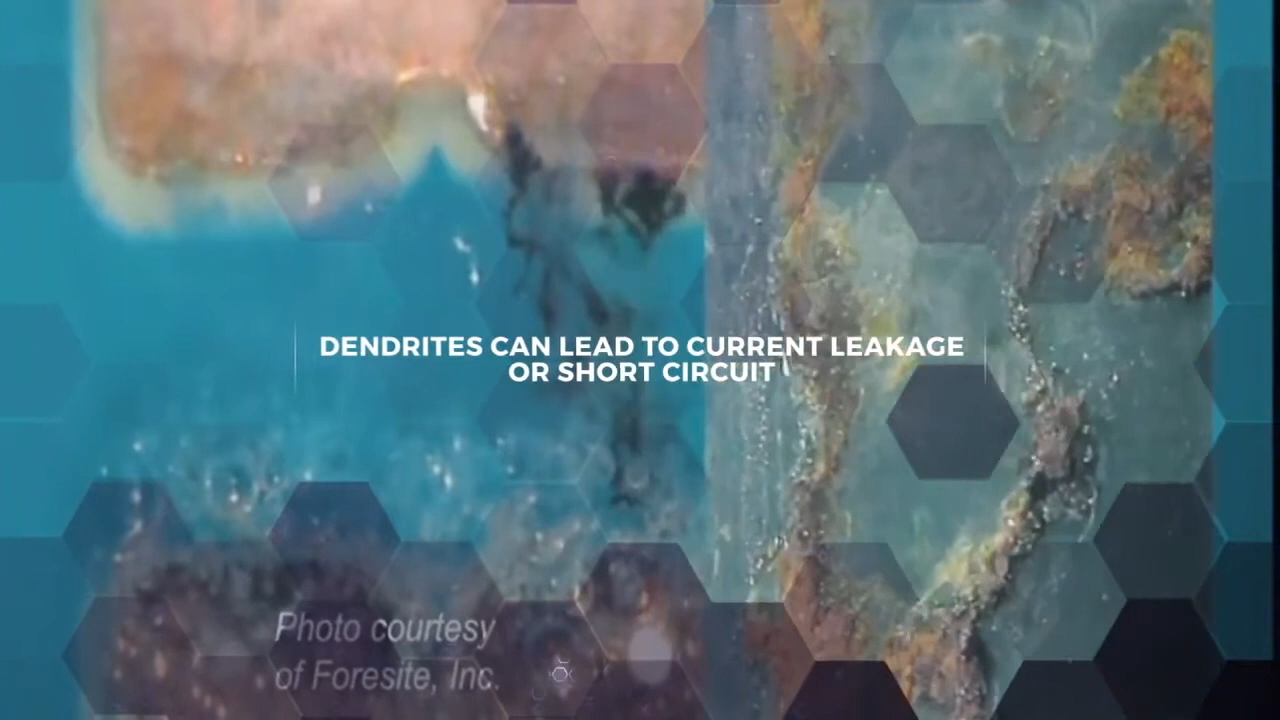 DENDRITES CAN LEAD TO CURRENT LEAKAGE
OR SHORT CIRCUIT
Photo courtesy
of Foresite, Inc.